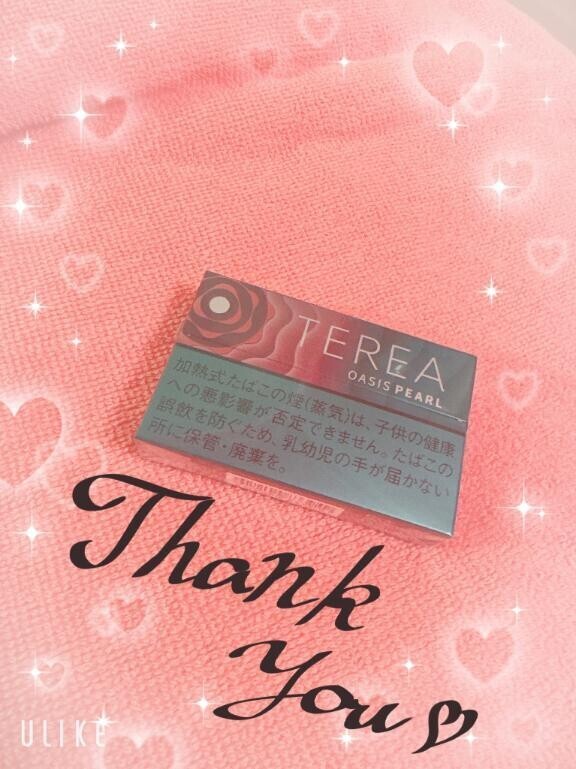 TEREA
OASIS PEARL
加熱式たばこの煙(蒸気)は、子供の健康
への悪影響が否定できません。たばこの
誤飲を防ぐため、乳幼児の手が届かない
所に保管・廃棄を。
Thank
You
ULIKE